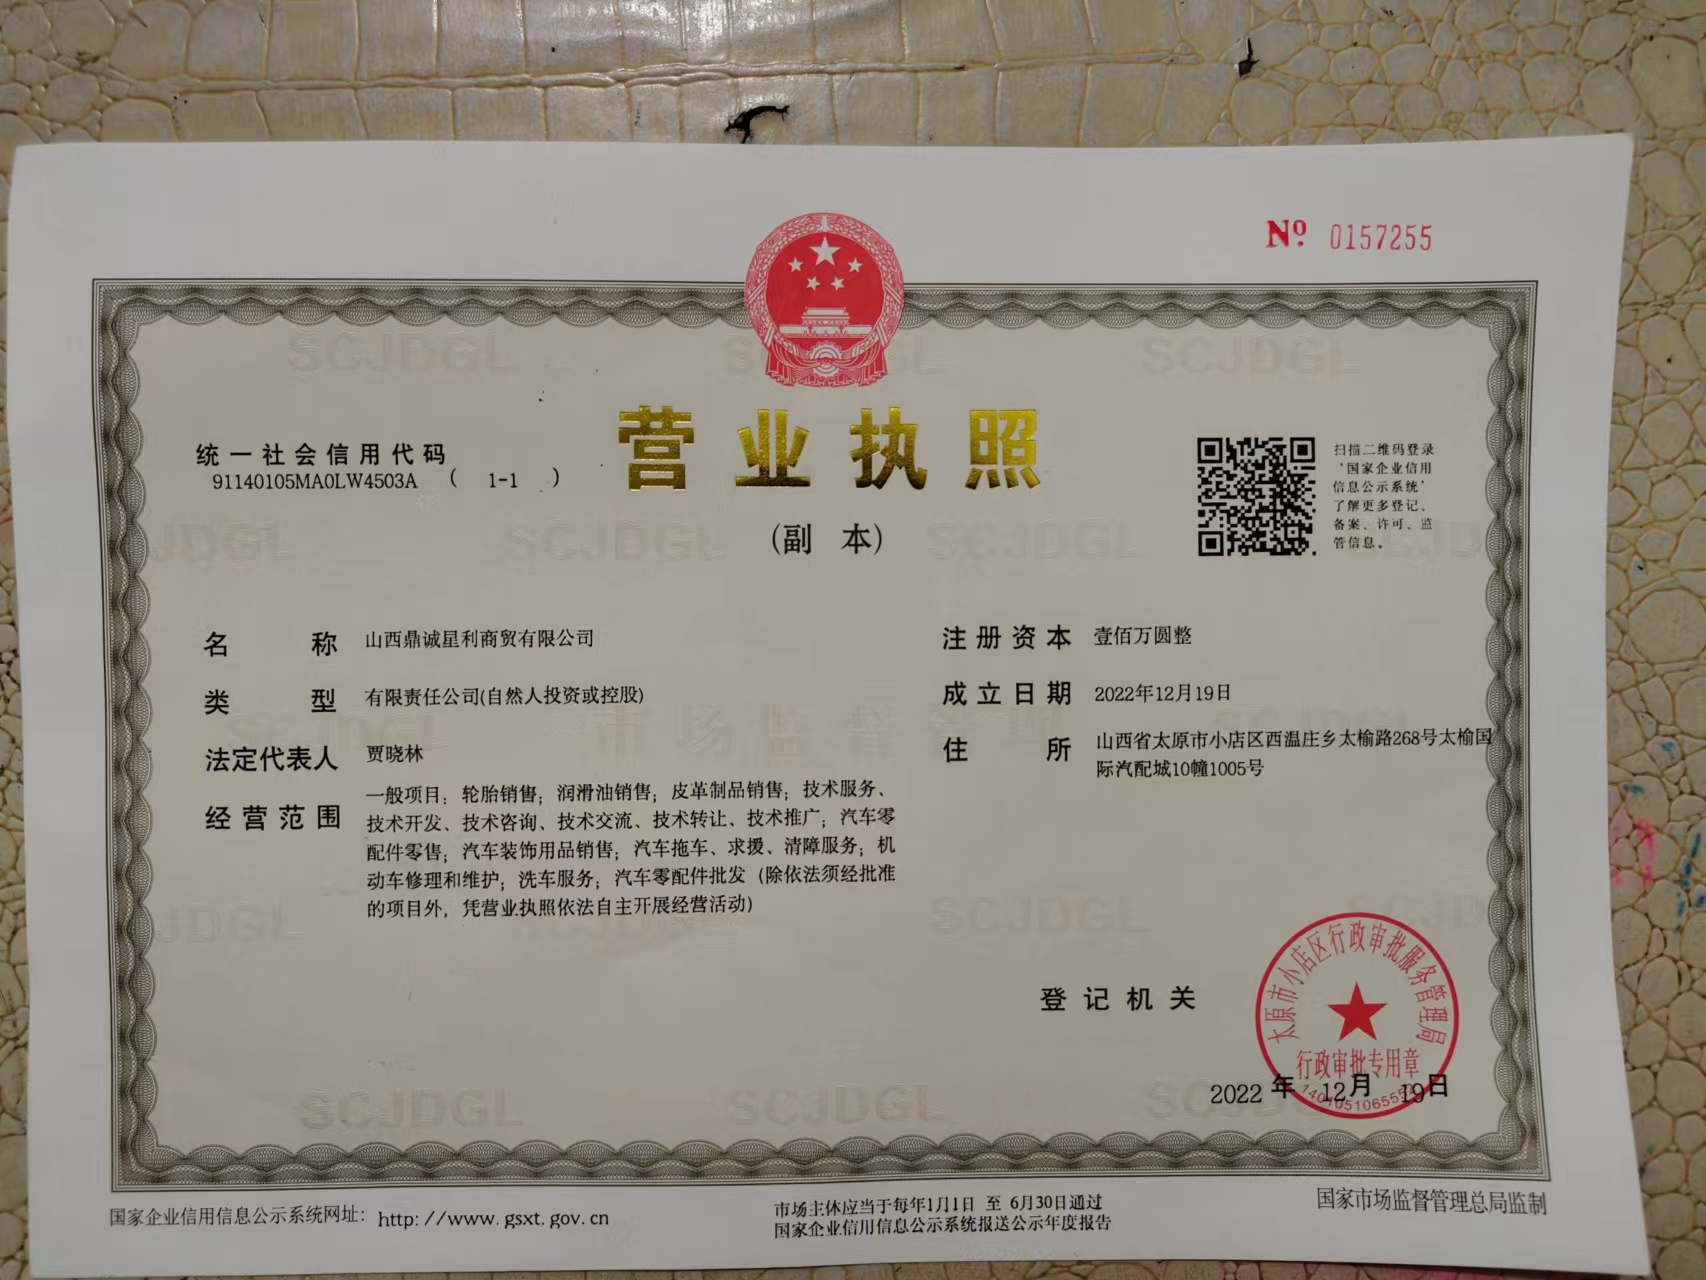 № 0157255
营业执照
(副 本)
统一社会信用代码
91140105MA0LW4503A ( 1-1 )
扫描二维码登录
‘国家企业信用
信息公示系统’
了解更多登记、
备案、许可、监
管信息。
名 称 山西鼎诚星利商贸有限公司
类 型 有限责任公司(自然人投资或控股)
法定代表人 贾晓林
经营范围 一般项目：轮胎销售；润滑油销售；皮革制品销售；技术服务、
技术开发、技术咨询、技术交流、技术转让、技术推广；汽车零
配件零售；汽车装饰用品销售；汽车拖车、求援、清障服务；机
动车修理和维护；洗车服务；汽车零配件批发（除依法须经批准
的项目外，凭营业执照依法自主开展经营活动）
注册资本 壹佰万圆整
成立日期 2022年12月19日
住 所 山西省太原市小店区西温庄乡太榆路268号太榆国
际汽配城10幢1005号
登记机关
太原市小店区行政审批服务管理局
行政审批专用章
2022 年 12 月 19 日
国家企业信用信息公示系统网址：http://www.gsxt.gov.cn
市场主体应当于每年1月1日 至 6月30日通过
国家企业信用信息公示系统报送公示年度报告
国家市场监督管理总局监制
SCJDGL
市场监督管理